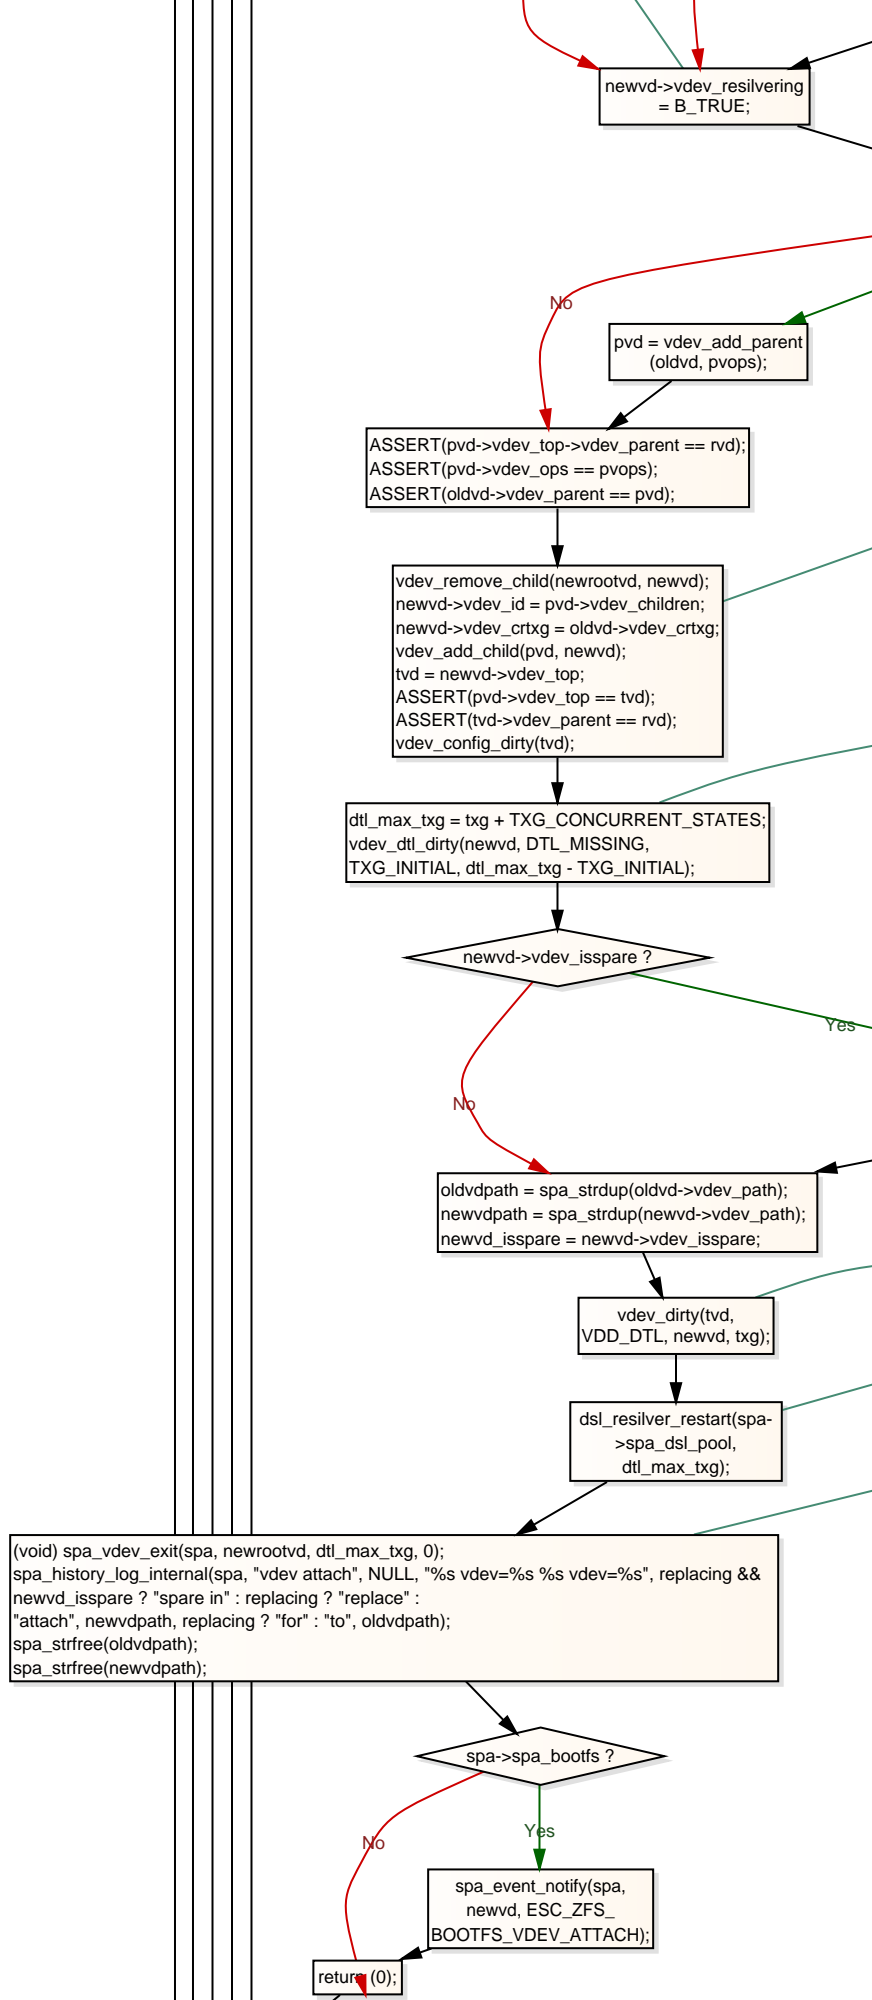 newvd->vdev_resilvering
= B_TRUE;
No
pvd = vdev_add_parent
(oldvd, pvops);
ASSERT(pvd->vdev_top->vdev_parent == rvd);
ASSERT(pvd->vdev_ops == pvops);
ASSERT(oldvd->vdev_parent == pvd);
vdev_remove_child(newrootvd, newvd);
newvd->vdev_id = pvd->vdev_children;
newvd->vdev_crtxg = oldvd->vdev_crtxg;
vdev_add_child(pvd, newvd);
tvd = newvd->vdev_top;
ASSERT(pvd->vdev_top == tvd);
ASSERT(tvd->vdev_parent == rvd);
vdev_config_dirty(tvd);
dtl_max_txg = txg + TXG_CONCURRENT_STATES;
vdev_dtl_dirty(newvd, DTL_MISSING,
TXG_INITIAL, dtl_max_txg - TXG_INITIAL);
newvd->vdev_isspare ?
Yes
No
oldvdpath = spa_strdup(oldvd->vdev_path);
newvdpath = spa_strdup(newvd->vdev_path);
newvd_isspare = newvd->vdev_isspare;
vdev_dirty(tvd,
VDD_DTL, newvd, txg);
dsl_resilver_restart(spa-
>spa_dsl_pool,
dtl_max_txg);
(void) spa_vdev_exit(spa, newrootvd, dtl_max_txg, 0);
spa_history_log_internal(spa, "vdev attach", NULL, "%s vdev=%s %s vdev=%s", replacing &&
newvd_isspare ? "spare in" : replacing ? "replace" :
"attach", newvdpath, replacing ? "for" : "to", oldvdpath);
spa_strfree(oldvdpath);
spa_strfree(newvdpath);
spa->spa_bootfs ?
Yes
No
spa_event_notify(spa,
newvd, ESC_ZFS_
BOOTFS_VDEV_ATTACH);
return (0);